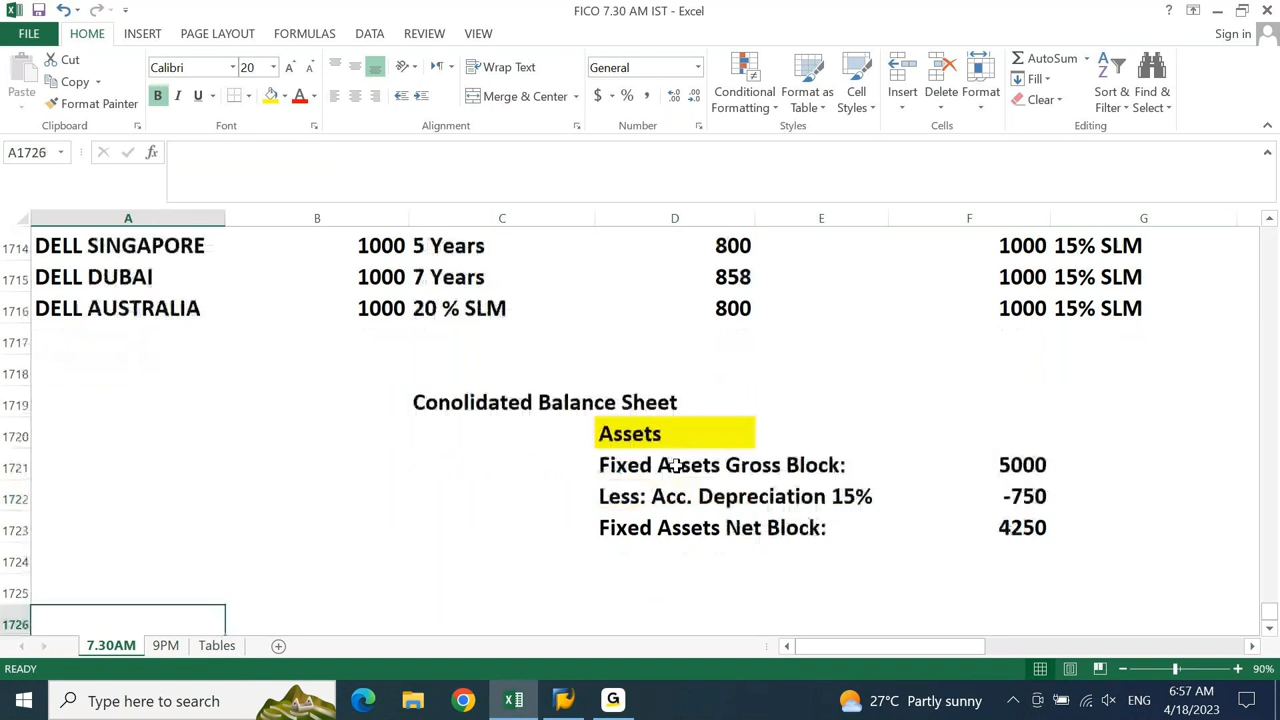 FICO 7.30 AM IST - Excel
FILE HOME INSERT PAGE LAYOUT FORMULAS DATA REVIEW VIEW Sign in
Paste Cut Copy Format Painter Clipboard
Calibri 20 B I U A A A Font
Wrap Text Merge & Center Alignment
General $ % , Number
Conditional Formatting Format as Table Cell Styles Styles
Insert Delete Format Cells
AutoSum Fill Clear Sort & Filter Find & Select Editing
A1726 fx
A B C D E F G
1714 DELL SINGAPORE 1000 5 Years 800 1000 15% SLM
1715 DELL DUBAI 1000 7 Years 858 1000 15% SLM
1716 DELL AUSTRALIA 1000 20 % SLM 800 1000 15% SLM
1717
1718
1719 Conolidated Balance Sheet
1720 Assets
1721 Fixed Assets Gross Block: 5000
1722 Less: Acc. Depreciation 15% -750
1723 Fixed Assets Net Block: 4250
1724
1725
1726
7.30AM 9PM Tables
READY 90%
Type here to search 27°C Partly sunny ENG 6:57 AM
4/18/2023